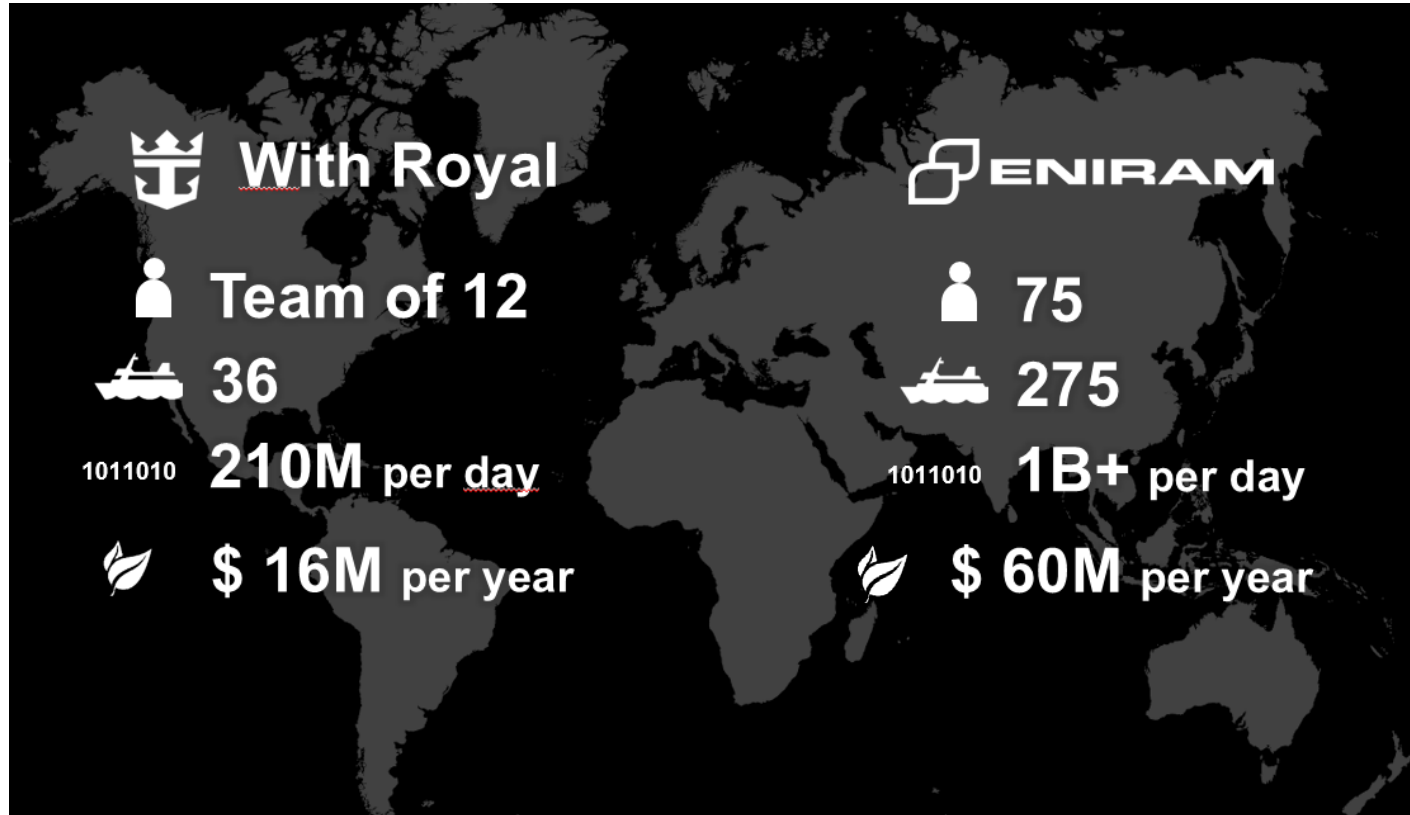 With Royal
Team of 12
36
1011010 210M per day
$ 16M per year
ENIRAM
75
275
1011010 1B+ per day
$ 60M per year